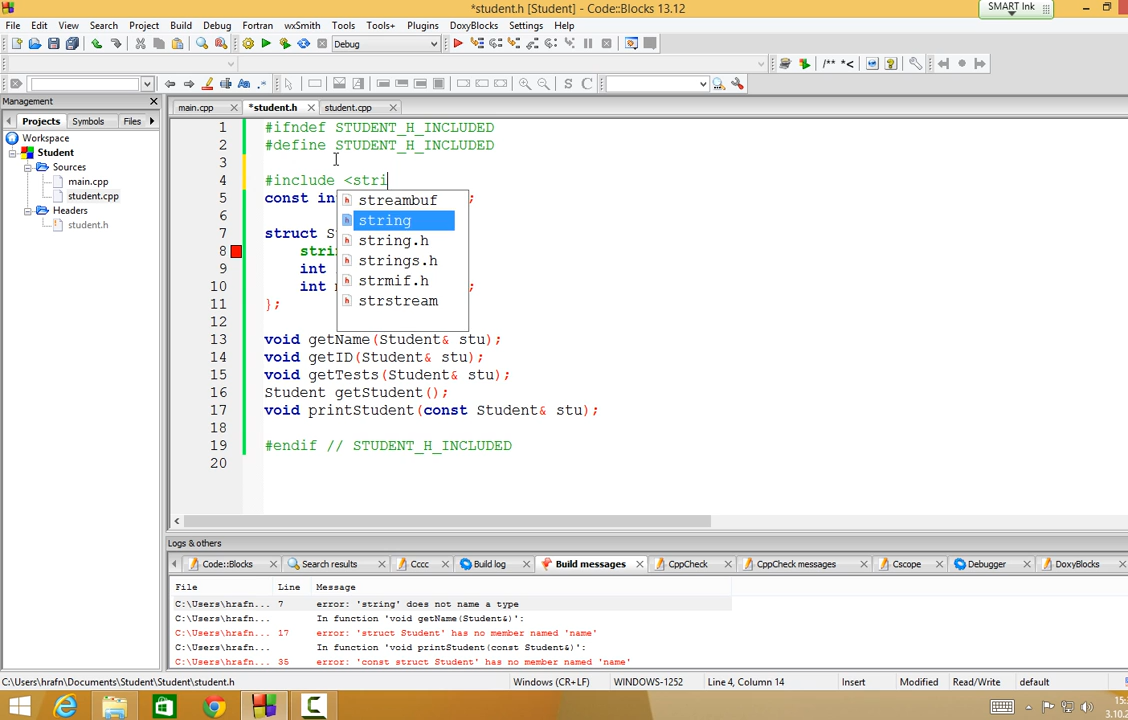 *student.h [Student] - Code::Blocks 13.12
SMART Ink
File Edit View Search Project Build Debug Fortran wxSmith Tools Tools+ Plugins DoxyBlocks Settings Help
Debug
/** *<
S C
Management
main.cpp *student.h student.cpp
Projects Symbols Files
Workspace
Student
Sources
main.cpp
student.cpp
Headers
student.h
1 #ifndef STUDENT_H_INCLUDED
2 #define STUDENT_H_INCLUDED
3
4 #include <stri
5 const in ;
6
7 struct S
8 stri
9 int
10 int ;
11 };
12
13 void getName(Student& stu);
14 void getID(Student& stu);
15 void getTests(Student& stu);
16 Student getStudent();
17 void printStudent(const Student& stu);
18
19 #endif // STUDENT_H_INCLUDED
20
streambuf
string
string.h
strings.h
strmif.h
strstream
Logs & others
Code::Blocks Search results Cccc Build log Build messages CppCheck CppCheck messages Cscope Debugger DoxyBlocks
File Line Message
C:\Users\hrafn... 7 error: 'string' does not name a type
C:\Users\hrafn... In function 'void getName(Student&)':
C:\Users\hrafn... 17 error: 'struct Student' has no member named 'name'
C:\Users\hrafn... In function 'void printStudent(const Student&)':
C:\Users\hrafn... 35 error: 'const struct Student' has no member named 'name'
C:\Users\hrafn\Documents\Student\Student\student.h Windows (CR+LF) WINDOWS-1252 Line 4, Column 14 Insert Modified Read/Write default